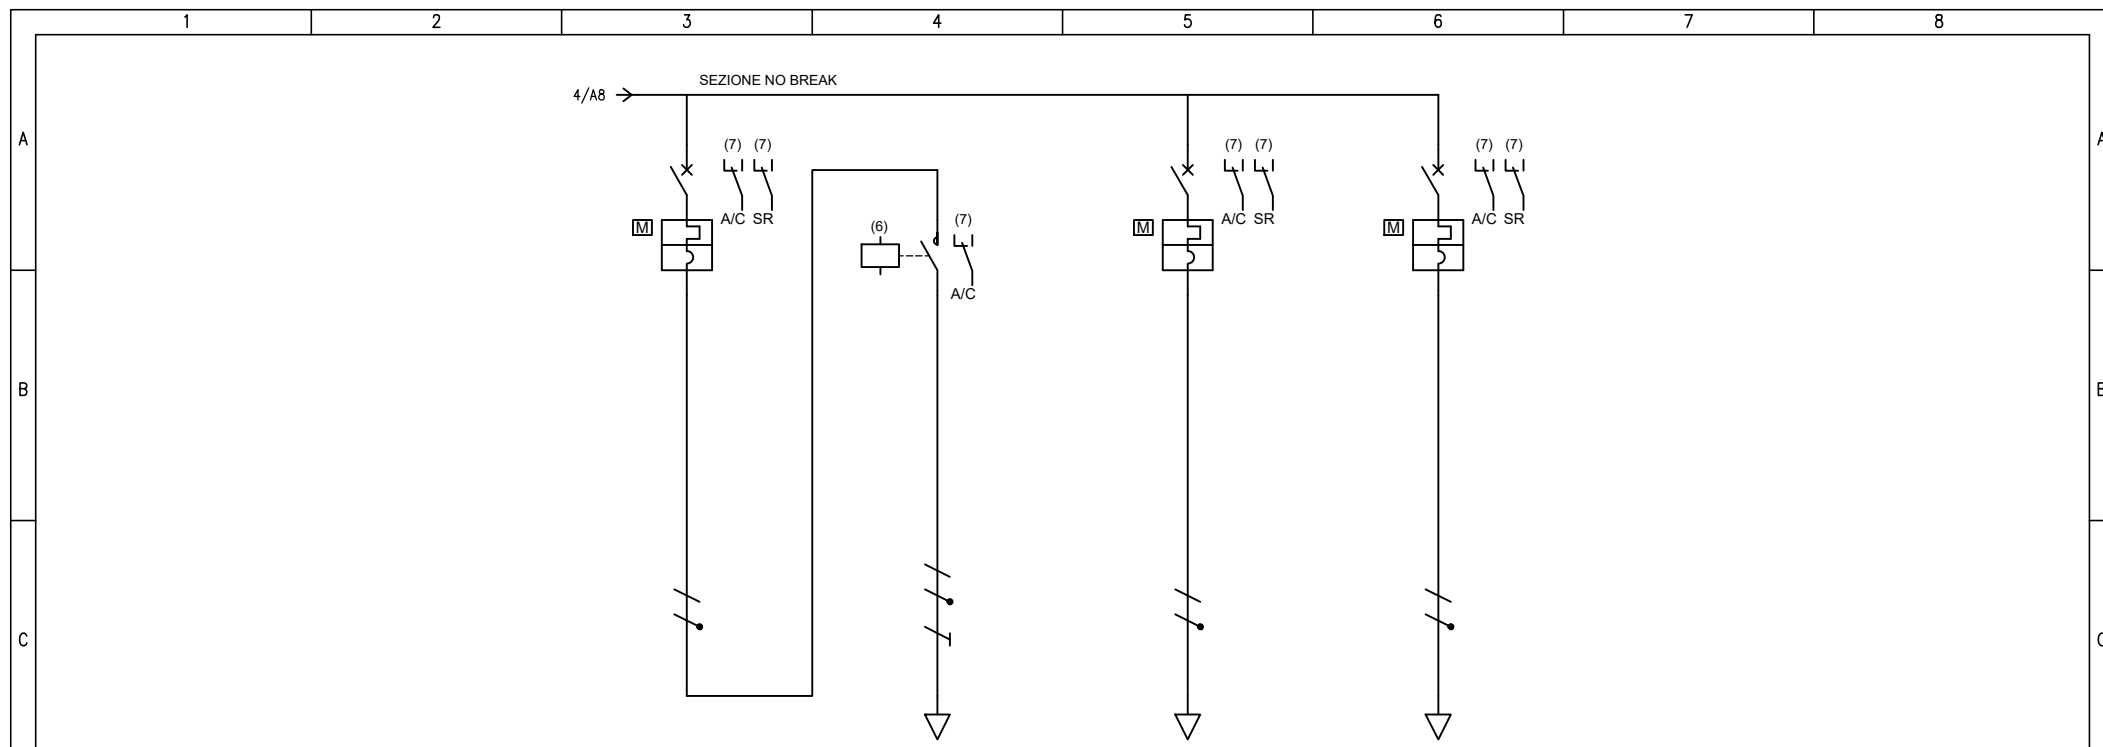 1 2 3 4 5 6 7 8
SEZIONE NO BREAK
4/A8
A A
(7) (7) (7) (7) (7) (7)
A/C SR A/C SR A/C SR
M (6) (7) M M
A/C
B B
C C